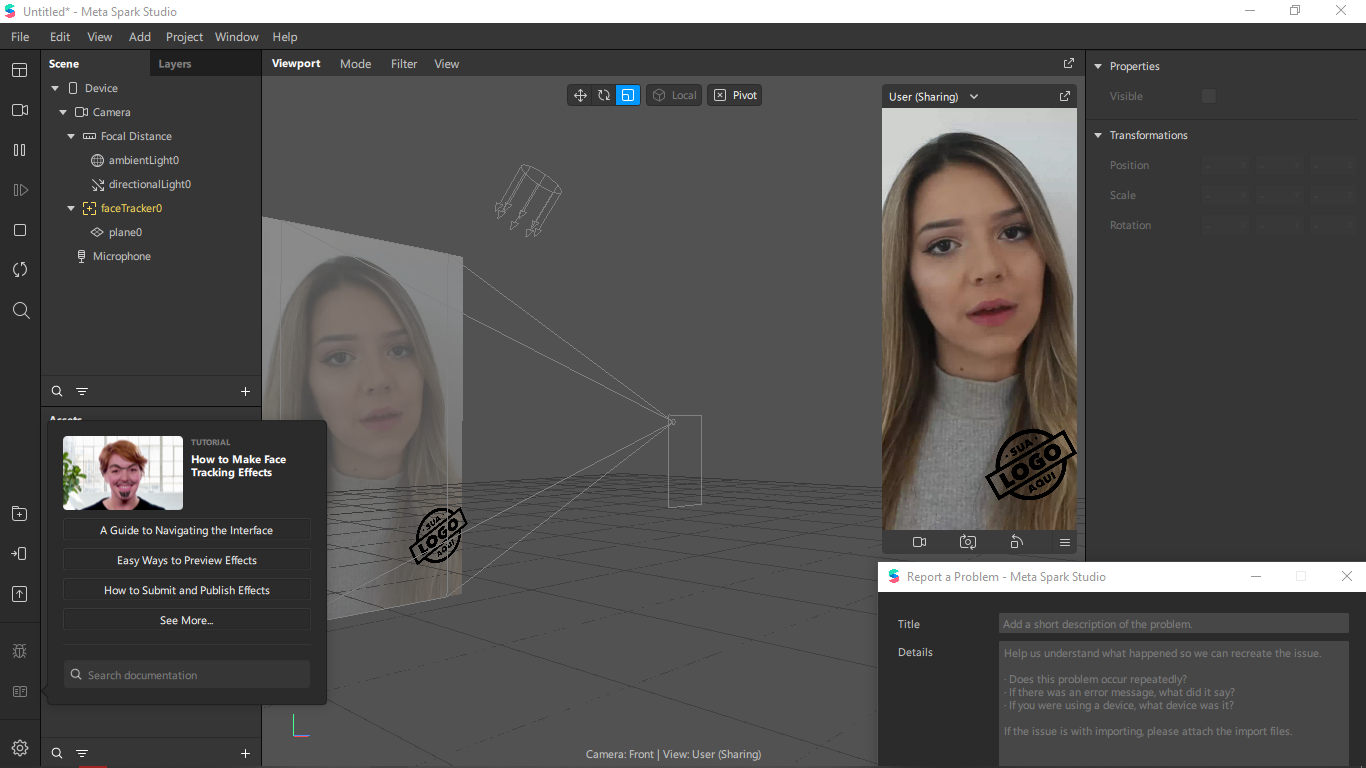 Untitled* - Meta Spark Studio
File Edit View Add Project Window Help
Scene Layers
Device
Camera
Focal Distance
ambientLight0
directionalLight0
faceTracker0
plane0
Microphone
Assets
TUTORIAL
How to Make Face
Tracking Effects
A Guide to Navigating the Interface
Easy Ways to Preview Effects
How to Submit and Publish Effects
See More...
Search documentation
Viewport Mode Filter View
Local Pivot
SUA
LOGO
AQUI
Camera: Front | View: User (Sharing)
User (Sharing)
SUA
LOGO
AQUI
Properties
Visible
Transformations
Position
Scale
Rotation
Report a Problem - Meta Spark Studio
Title Add a short description of the problem.
Details Help us understand what happened so we can recreate the issue.
· Does this problem occur repeatedly?
· If there was an error message, what did it say?
· If you were using a device, what device was it?
If the issue is with importing, please attach the import files.